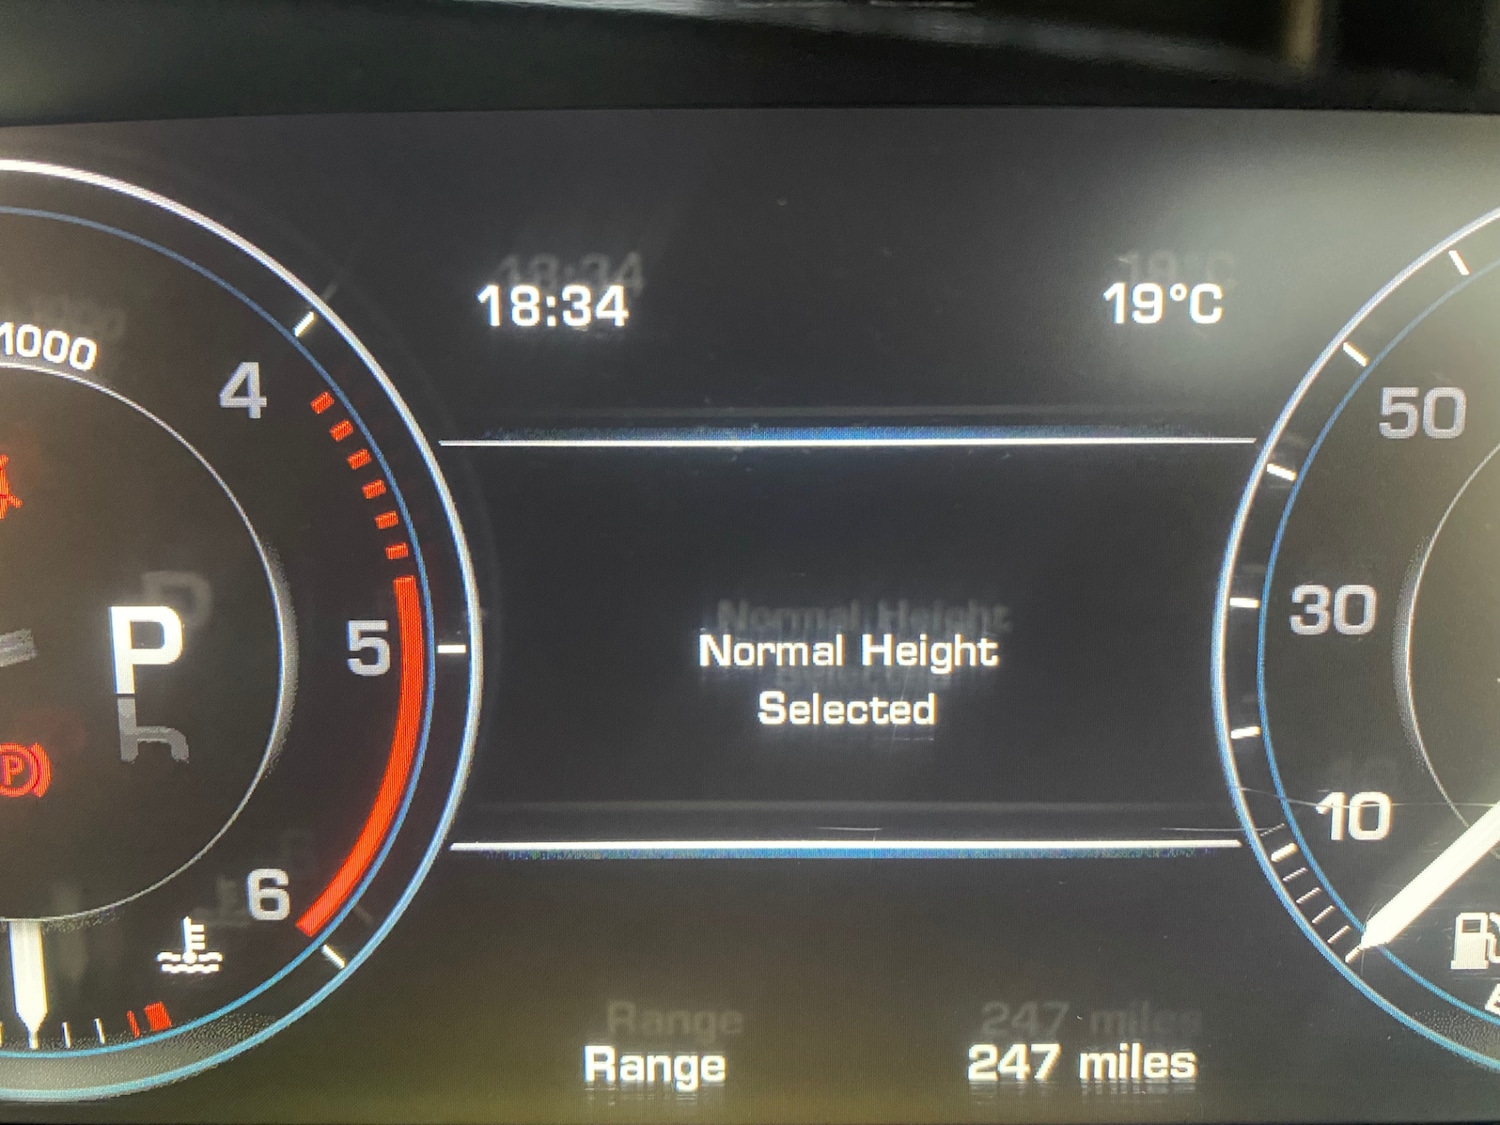 18:34
19°C
1000
4
5
6
P
P
Normal Height
Selected
50
30
10
Range
247 miles